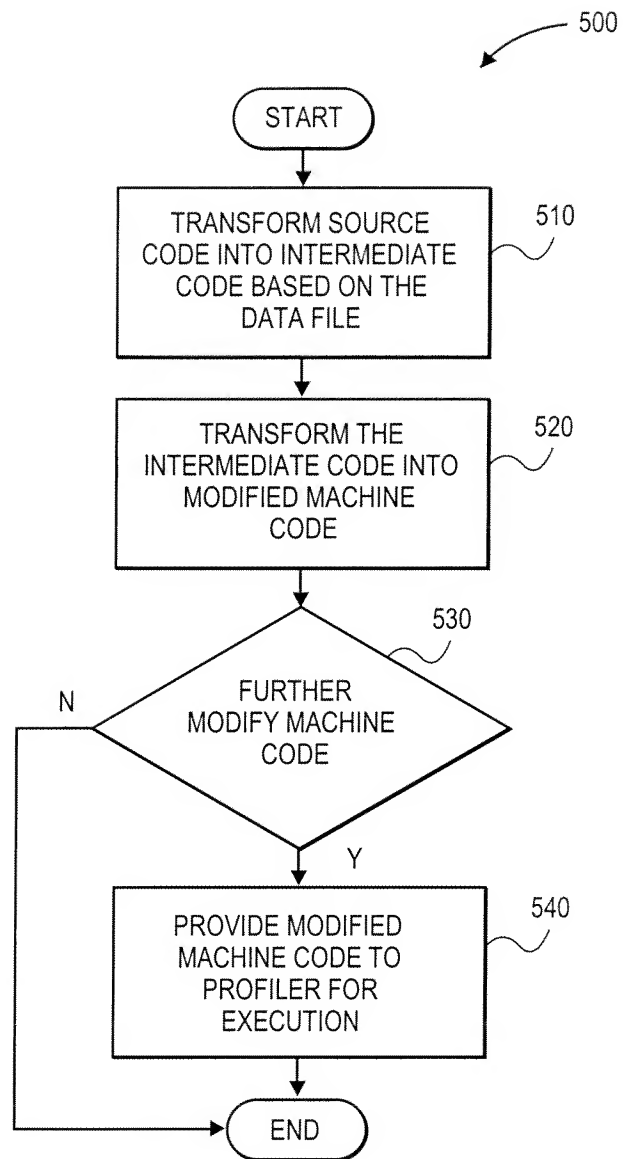 500
START
TRANSFORM SOURCE
CODE INTO INTERMEDIATE
CODE BASED ON THE
DATA FILE
510
TRANSFORM THE
INTERMEDIATE CODE INTO
MODIFIED MACHINE
CODE
520
530
N
FURTHER
MODIFY MACHINE
CODE
Y
PROVIDE MODIFIED
MACHINE CODE TO
PROFILER FOR
EXECUTION
540
END